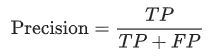 Precision = TP / (TP + FP)